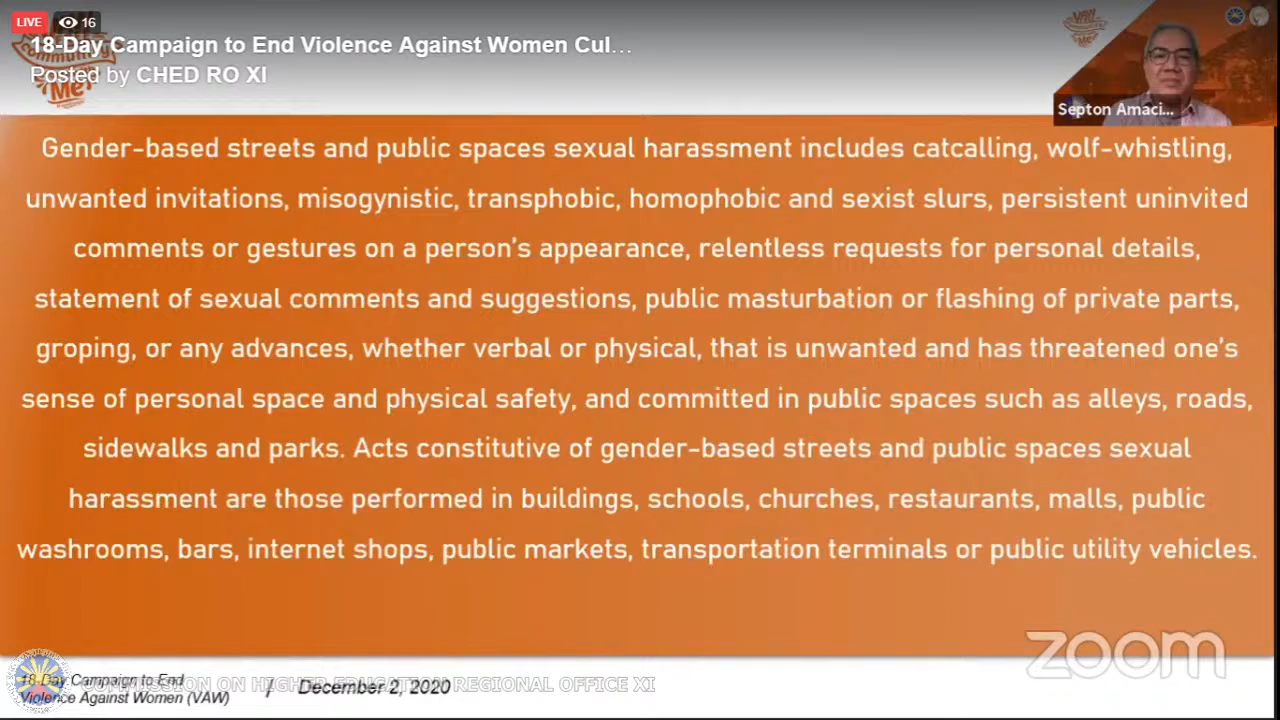 LIVE 16
18-Day Campaign to End Violence Against Women Cul…
Posted by CHED RO XI
Me
Septon Amaci...
Gender-based streets and public spaces sexual harassment includes catcalling, wolf-whistling,
unwanted invitations, misogynistic, transphobic, homophobic and sexist slurs, persistent uninvited
comments or gestures on a person's appearance, relentless requests for personal details,
statement of sexual comments and suggestions, public masturbation or flashing of private parts,
groping, or any advances, whether verbal or physical, that is unwanted and has threatened one's
sense of personal space and physical safety, and committed in public spaces such as alleys, roads,
sidewalks and parks. Acts constitutive of gender-based streets and public spaces sexual
harassment are those performed in buildings, schools, churches, restaurants, malls, public
washrooms, bars, internet shops, public markets, transportation terminals or public utility vehicles.
zoom
18-Day Campaign to End
Violence Against Women (VAW)
/ December 2, 2020
COMMISSION ON HIGHER EDUCATION REGIONAL OFFICE XI